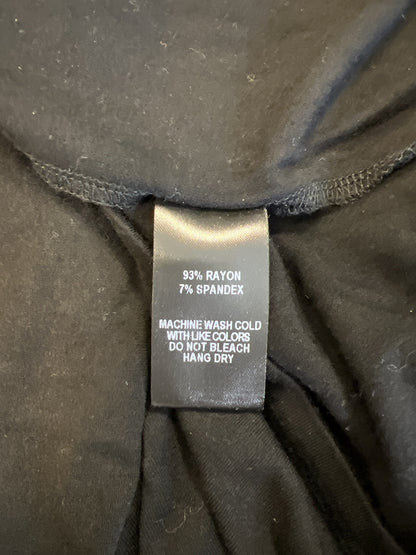 93% RAYON
7% SPANDEX
MACHINE WASH COLD
WITH LIKE COLORS
DO NOT BLEACH
HANG DRY